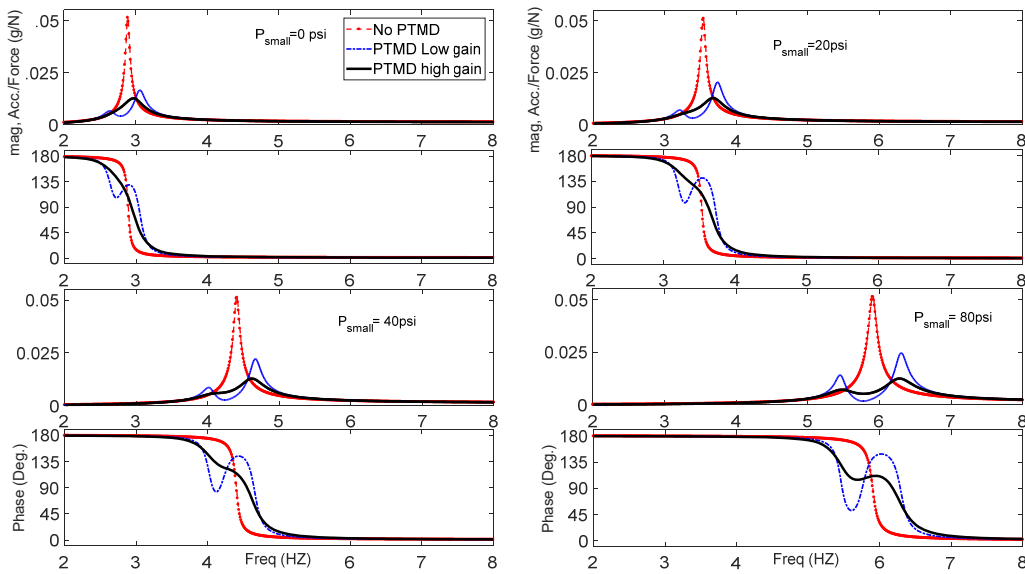 mag, Acc./Force (g/N)
.05
.025
0
P_small=0 psi
No PTMD
PTMD Low gain
PTMD high gain
2 3 4 5 6 7 8
180
135
90
45
0
2 3 4 5 6 7 8
0.05
0.025
0
P_small= 40psi
2 3 4 5 6 7 8
Phase (Deg.)
180
135
90
45
0
2 3 4 5 6 7 8
Freq (HZ)
mag, Acc./Force (g/N)
0.05
0.025
0
P_small=20psi
2 3 4 5 6 7 8
180
135
90
45
0
2 3 4 5 6 7 8
0.05
0.025
0
P_small= 80psi
2 3 4 5 6 7 8
Phase (Deg.)
180
135
90
45
0
2 3 4 5 6 7 8
Freq (HZ)